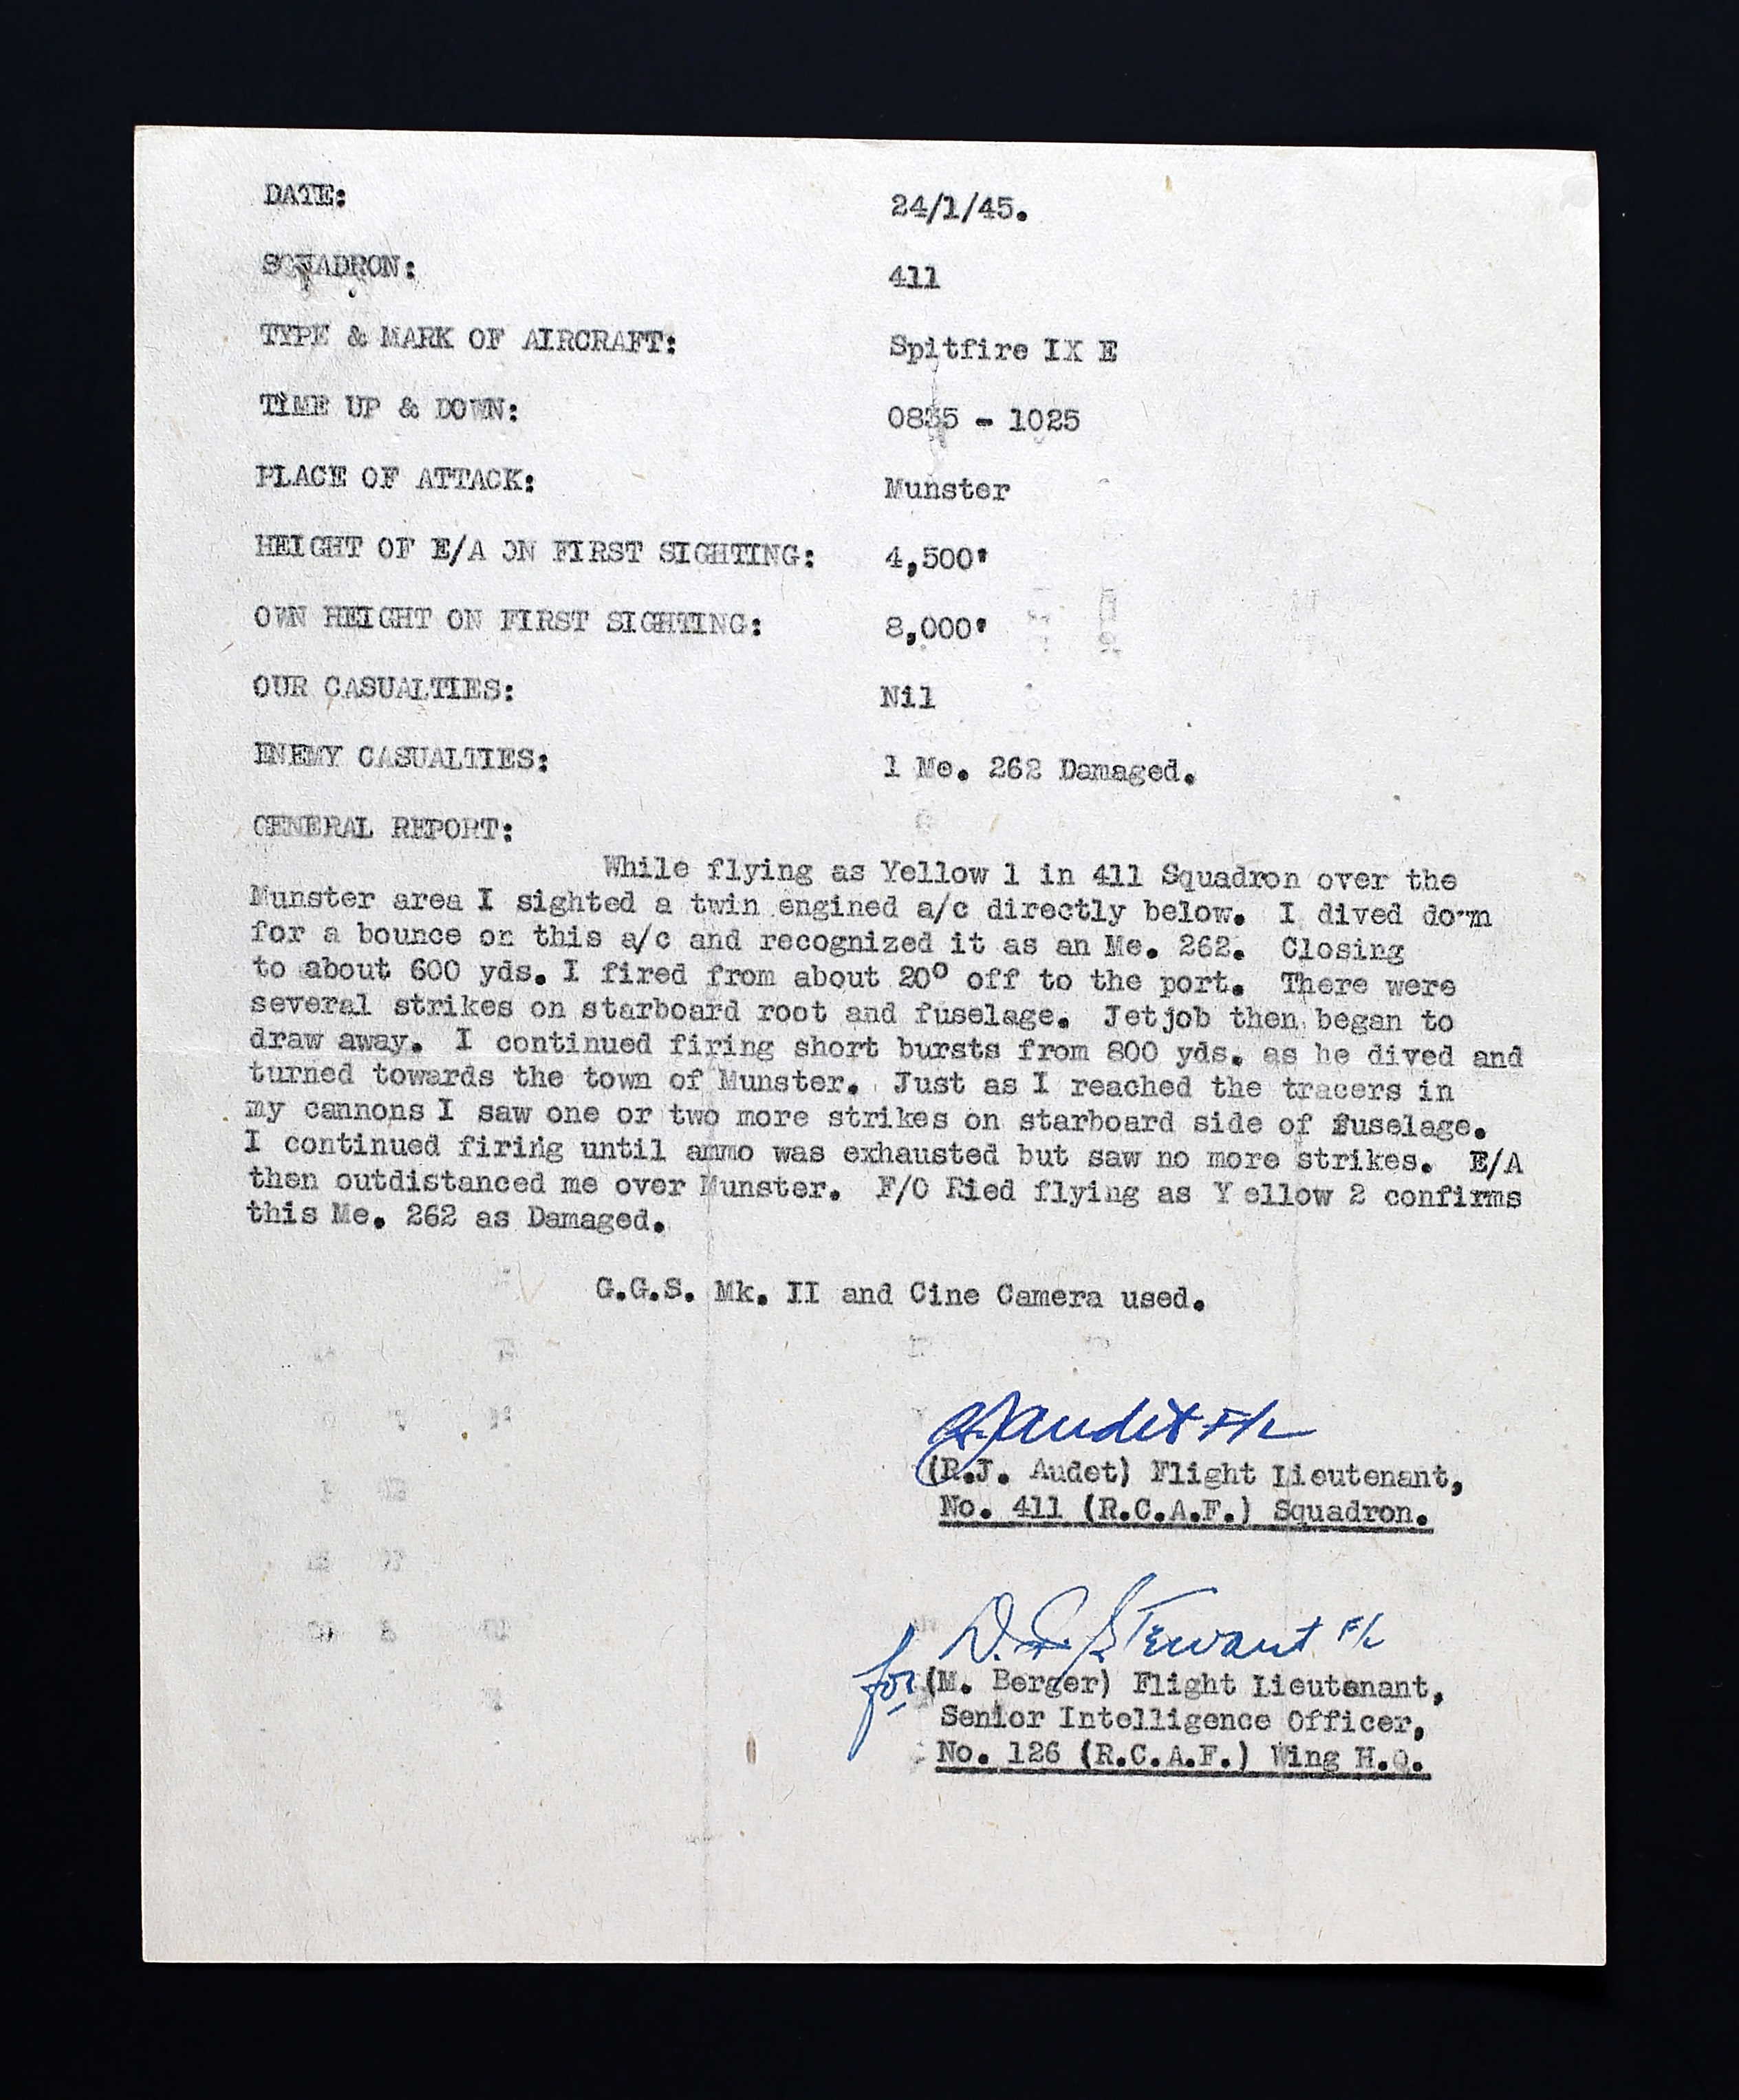 DATE: 24/1/45.
SQUADRON: 411
TYPE & MARK OF AIRCRAFT: Spitfire IX E
TIME UP & DOWN: 0835 - 1025
PLACE OF ATTACK: Munster
HEIGHT OF E/A ON FIRST SIGHTING: 4,500'
OWN HEIGHT ON FIRST SIGHTING: 8,000'
OUR CASUALTIES: Nil
ENEMY CASUALTIES: 1 Me. 262 Damaged.
GENERAL REPORT:
While flying as Yellow 1 in 411 Squadron over the
Munster area I sighted a twin engined a/c directly below. I dived down
for a bounce on this a/c and recognized it as an Me. 262. Closing
to about 600 yds. I fired from about 20° off to the port. There were
several strikes on starboard root and fuselage. Jetjob then began to
draw away. I continued firing short bursts from 800 yds. as he dived and
turned towards the town of Munster. Just as I reached the tracers in
my cannons I saw one or two more strikes on starboard side of fuselage.
I continued firing until ammo was exhausted but saw no more strikes. E/A
then outdistanced me over Munster. F/O Ried flying as Y ellow 2 confirms
this Me. 262 as Damaged.
G.G.S. Mk. II and Cine Camera used.
RJAudet F/L
(R.J. Audet) Flight Lieutenant,
No. 411 (R.C.A.F.) Squadron.
Stewart F/L
for (M. Berger) Flight Lieutenant,
Senior Intelligence Officer,
No. 126 (R.C.A.F.) Wing H.Q.